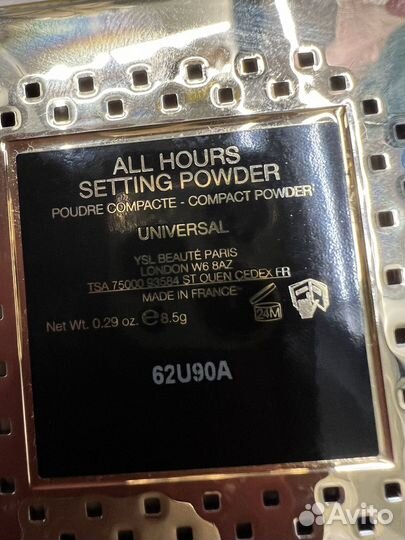 ALL HOURS
SETTING POWDER
POUDRE COMPACTE - COMPACT POWDER
UNIVERSAL
YSL BEAUTÉ PARIS
LONDON W6 8AZ
TSA 75000 93584 ST OUEN CEDEX FR
MADE IN FRANCE
Net Wt. 0.29 oz. e 8.5g
24M
62U90A
Avito